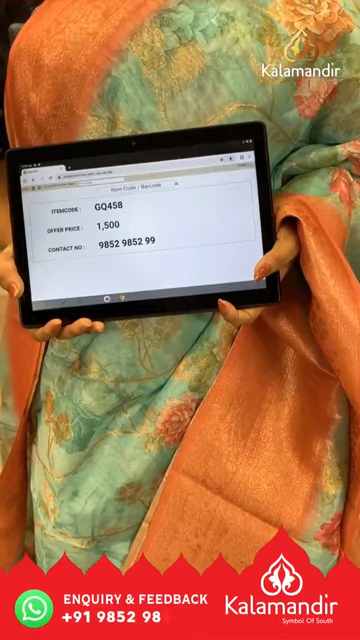 Kalamandir
Item Code / Barcode
ITEMCODE : GQ458
OFFER PRICE : 1,500
CONTACT NO : 9852 9852 99
ENQUIRY & FEEDBACK
+91 9852 98
Kalamandir
Symbol Of South